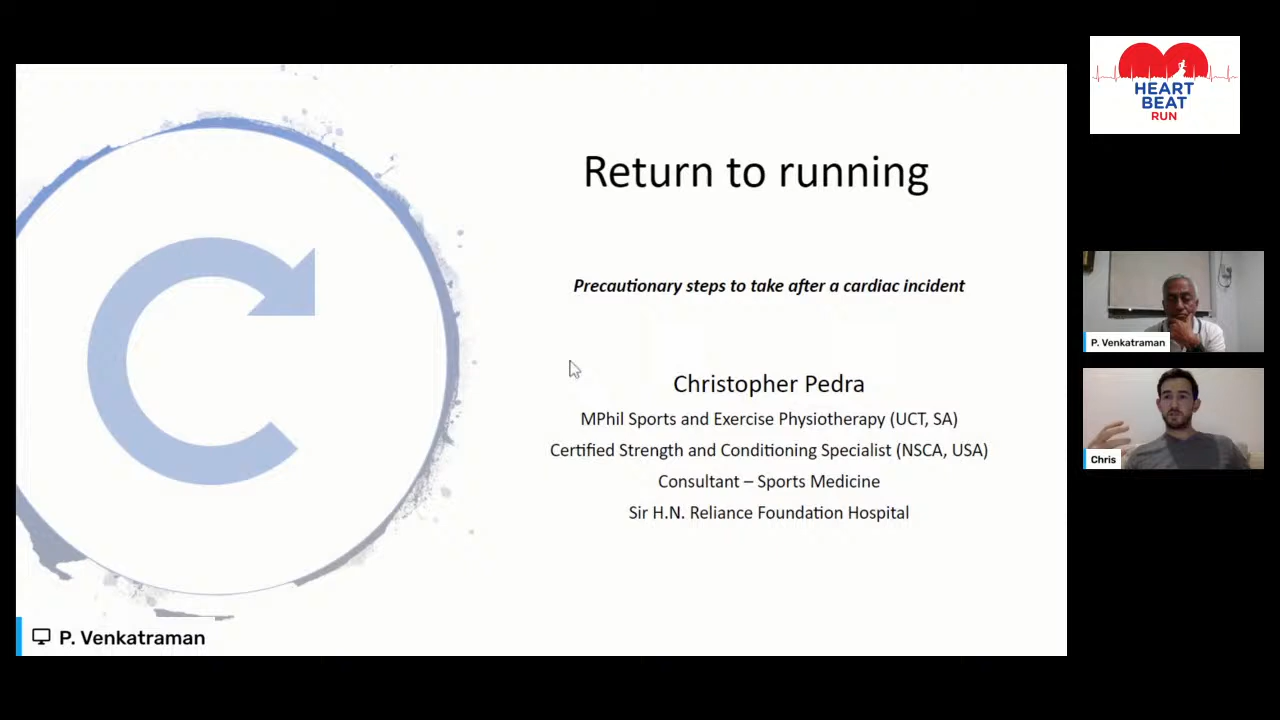 Return to running
Precautionary steps to take after a cardiac incident
Christopher Pedra
MPhil Sports and Exercise Physiotherapy (UCT, SA)
Certified Strength and Conditioning Specialist (NSCA, USA)
Consultant – Sports Medicine
Sir H.N. Reliance Foundation Hospital
P. Venkatraman
HEART
BEAT
RUN
P. Venkatraman
Chris